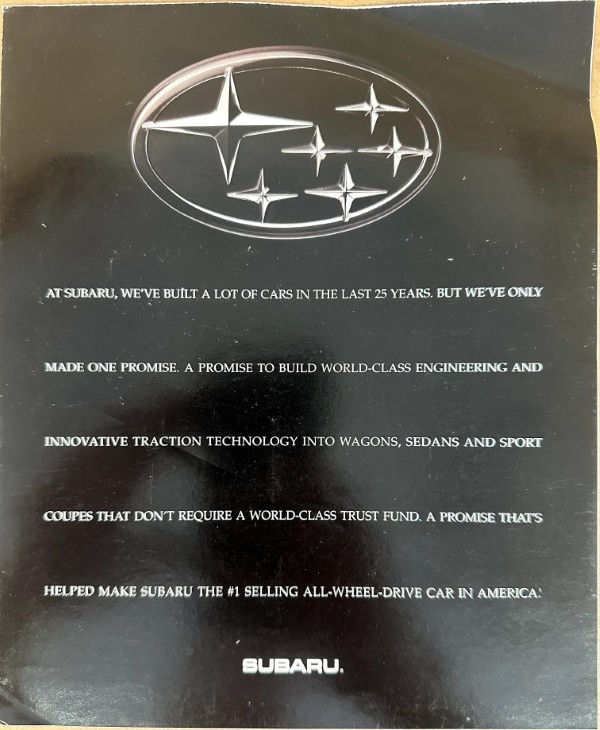 AT SUBARU, WE'VE BUILT A LOT OF CARS IN THE LAST 25 YEARS. BUT WE'VE ONLY
MADE ONE PROMISE. A PROMISE TO BUILD WORLD-CLASS ENGINEERING AND
INNOVATIVE TRACTION TECHNOLOGY INTO WAGONS, SEDANS AND SPORT
COUPES THAT DON'T REQUIRE A WORLD-CLASS TRUST FUND. A PROMISE THAT'S
HELPED MAKE SUBARU THE #1 SELLING ALL-WHEEL-DRIVE CAR IN AMERICA.
SUBARU.